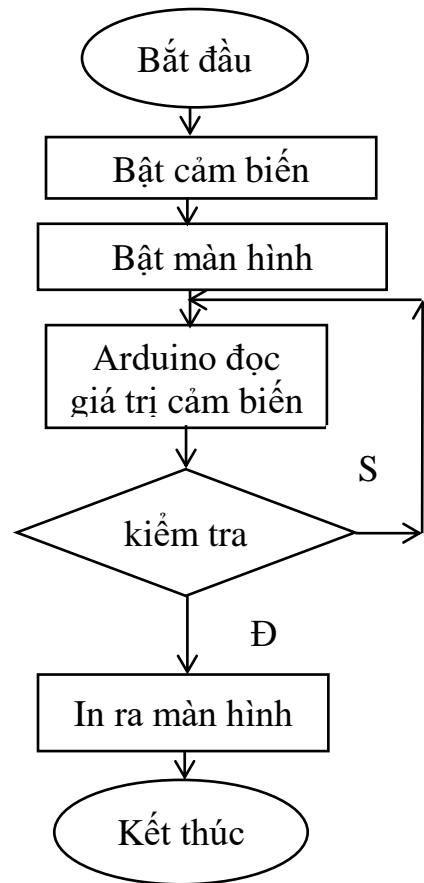 Bắt đầu
Bật cảm biến
Bật màn hình
Arduino đọc
giá trị cảm biến
S
kiểm tra
Đ
In ra màn hình
Kết thúc